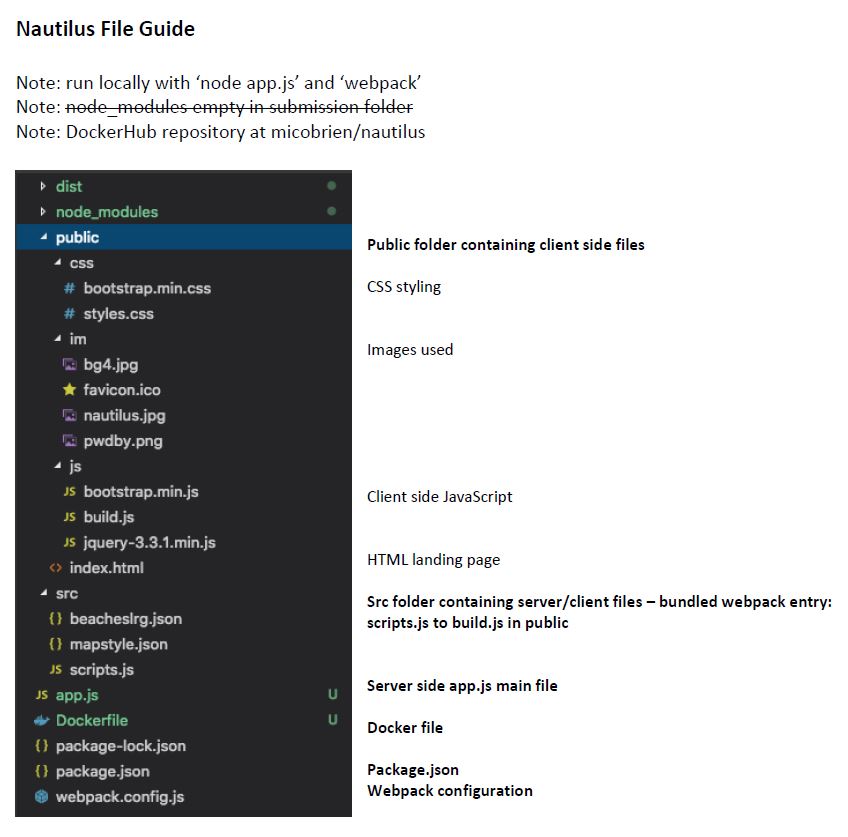 Nautilus File Guide
Note: run locally with ‘node app.js’ and ‘webpack’
Note: node_modules empty in submission folder
Note: DockerHub repository at micobrien/nautilus
dist
node_modules
public
Public folder containing client side files
css
CSS styling
# bootstrap.min.css
# styles.css
im
Images used
bg4.jpg
favicon.ico
nautilus.jpg
pwdby.png
js
JS bootstrap.min.js
Client side JavaScript
JS build.js
JS jquery-3.3.1.min.js
<> index.html
HTML landing page
src
Src folder containing server/client files – bundled webpack entry:
scripts.js to build.js in public
{} beacheslrg.json
{} mapstyle.json
JS scripts.js
JS app.js U
Server side app.js main file
Dockerfile U
Docker file
{} package-lock.json
{} package.json
Package.json
webpack.config.js
Webpack configuration